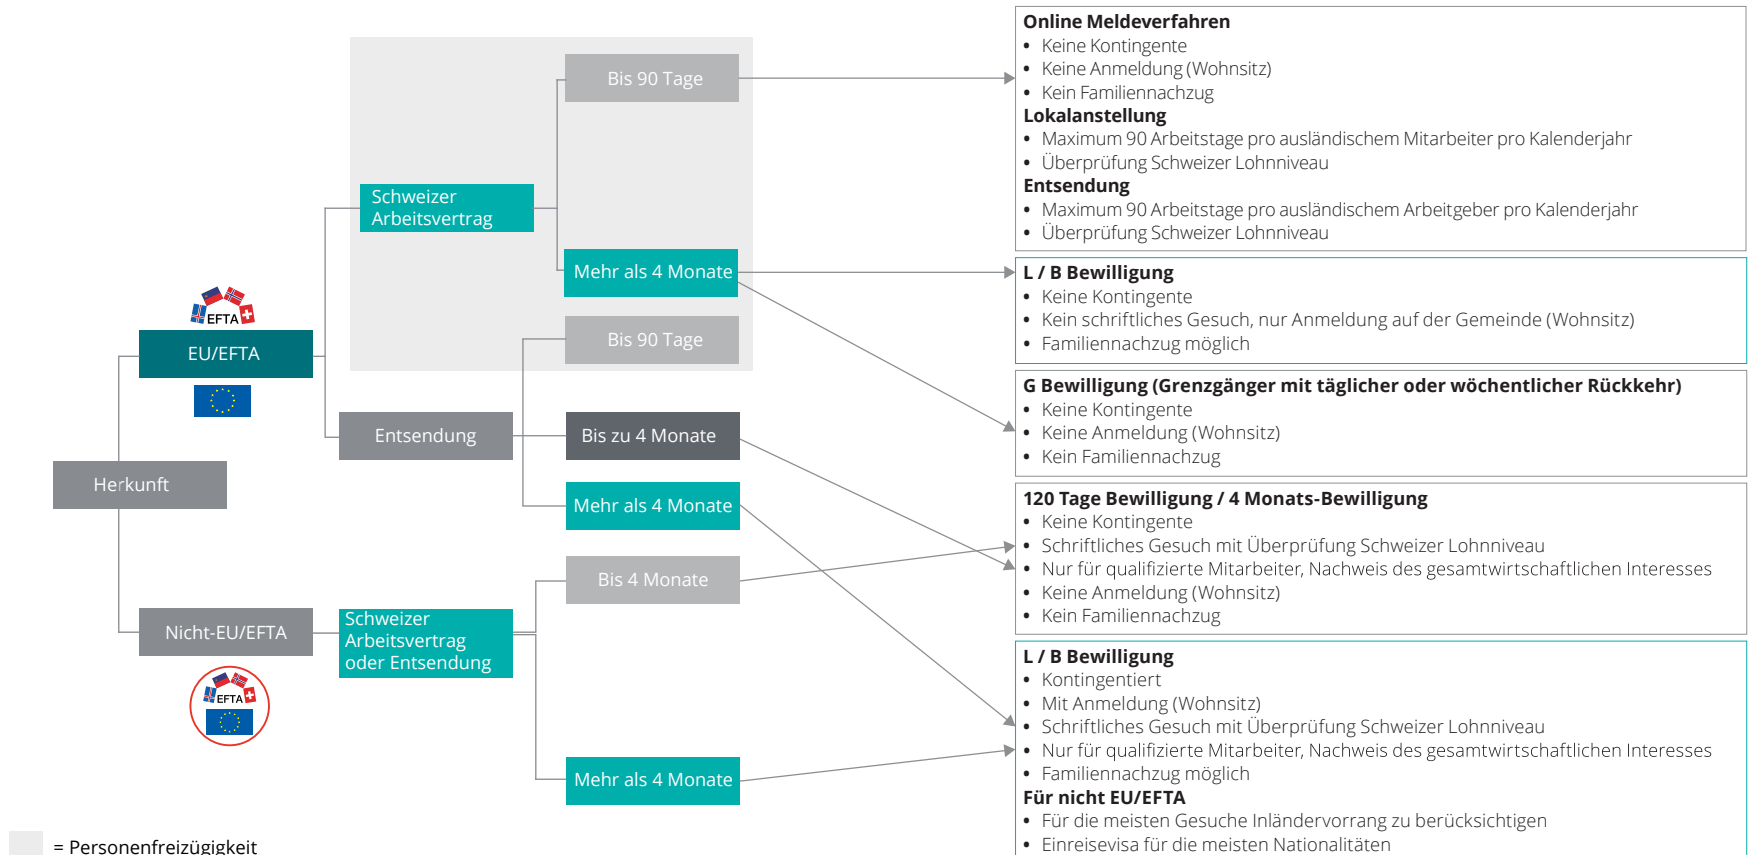 Herkunft
EFTA
EU/EFTA
Nicht-EU/EFTA
EFTA
Schweizer
Arbeitsvertrag
Entsendung
Schweizer
Arbeitsvertrag
oder Entsendung
Bis 90 Tage
Mehr als 4 Monate
Bis 90 Tage
Bis zu 4 Monate
Mehr als 4 Monate
Bis 4 Monate
Mehr als 4 Monate
Online Meldeverfahren
• Keine Kontingente
• Keine Anmeldung (Wohnsitz)
• Kein Familiennachzug
Lokalanstellung
• Maximum 90 Arbeitstage pro ausländischem Mitarbeiter pro Kalenderjahr
• Überprüfung Schweizer Lohnniveau
Entsendung
• Maximum 90 Arbeitstage pro ausländischem Arbeitgeber pro Kalenderjahr
• Überprüfung Schweizer Lohnniveau
L / B Bewilligung
• Keine Kontingente
• Kein schriftliches Gesuch, nur Anmeldung auf der Gemeinde (Wohnsitz)
• Familiennachzug möglich
G Bewilligung (Grenzgänger mit täglicher oder wöchentlicher Rückkehr)
• Keine Kontingente
• Keine Anmeldung (Wohnsitz)
• Kein Familiennachzug
120 Tage Bewilligung / 4 Monats-Bewilligung
• Keine Kontingente
• Schriftliches Gesuch mit Überprüfung Schweizer Lohnniveau
• Nur für qualifizierte Mitarbeiter, Nachweis des gesamtwirtschaftlichen Interesses
• Keine Anmeldung (Wohnsitz)
• Kein Familiennachzug
L / B Bewilligung
• Kontingentiert
• Mit Anmeldung (Wohnsitz)
• Schriftliches Gesuch mit Überprüfung Schweizer Lohnniveau
• Nur für qualifizierte Mitarbeiter, Nachweis des gesamtwirtschaftlichen Interesses
• Familiennachzug möglich
Für nicht EU/EFTA
• Für die meisten Gesuche Inländervorrang zu berücksichtigen
• Einreisevisa für die meisten Nationalitäten
= Personenfreizügigkeit